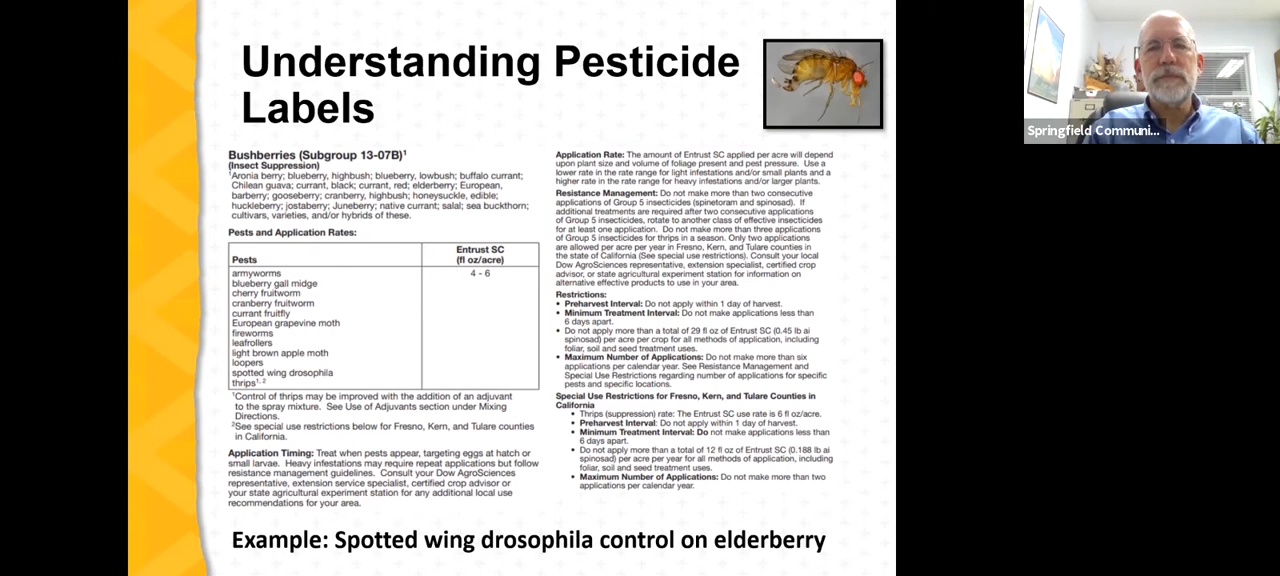 Understanding Pesticide
Labels
Bushberries (Subgroup 13-07B)¹
(Insect Suppression)
¹Aronia berry; blueberry, highbush; blueberry, lowbush; buffalo currant;
Chilean guava; currant, black; currant, red; elderberry; European,
barberry; gooseberry; cranberry, highbush; honeysuckle, edible;
huckleberry; jostaberry; Juneberry; native currant; salal; sea buckthorn;
cultivars, varieties, and/or hybrids of these.
Pests and Application Rates:
Pests
Entrust SC
(fl oz/acre)
armyworms
4 - 6
blueberry gall midge
cherry fruitworm
cranberry fruitworm
currant fruitfly
European grapevine moth
fireworms
leafrollers
light brown apple moth
loopers
spotted wing drosophila
thrips¹, ²
¹Control of thrips may be improved with the addition of an adjuvant
to the spray mixture. See Use of Adjuvants section under Mixing
Directions.
²See special use restrictions below for Fresno, Kern, and Tulare counties
in California.
Application Timing: Treat when pests appear, targeting eggs at hatch or
small larvae. Heavy infestations may require repeat applications but follow
resistance management guidelines. Consult your Dow AgroSciences
representative, extension service specialist, certified crop advisor or
your state agricultural experiment station for any additional local use
recommendations for your area.
Application Rate: The amount of Entrust SC applied per acre will depend
upon plant size and volume of foliage present and pest pressure. Use a
lower rate in the rate range for light infestations and/or small plants and a
higher rate in the rate range for heavy infestations and/or larger plants.
Resistance Management: Do not make more than two consecutive
applications of Group 5 insecticides (spinetoram and spinosad). If
additional treatments are required after two consecutive applications
of Group 5 insecticides, rotate to another class of effective insecticides
for at least one application. Do not make more than three applications
of Group 5 insecticides for thrips in a season. Only two applications
are allowed per acre per year in Fresno, Kern, and Tulare counties in
the state of California (See special use restrictions). Consult your local
Dow AgroSciences representative, extension specialist, certified crop
advisor, or state agricultural experiment station for information on
alternative effective products to use in your area.
Restrictions:
• Preharvest Interval: Do not apply within 1 day of harvest.
• Minimum Treatment Interval: Do not make applications less than
6 days apart.
• Do not apply more than a total of 29 fl oz of Entrust SC (0.45 lb ai
spinosad) per acre per crop for all methods of application, including
foliar, soil and seed treatment uses.
• Maximum Number of Applications: Do not make more than six
applications per calendar year. See Resistance Management and
Special Use Restrictions regarding number of applications for specific
pests and specific locations.
Special Use Restrictions for Fresno, Kern, and Tulare Counties in
California
• Thrips (suppression) rate: The Entrust SC use rate is 6 fl oz/acre.
• Preharvest Interval: Do not apply within 1 day of harvest.
• Minimum Treatment Interval: Do not make applications less than
6 days apart.
• Do not apply more than a total of 12 fl oz of Entrust SC (0.188 lb ai
spinosad) per acre per year for all methods of application, including
foliar, soil and seed treatment uses.
• Maximum Number of Applications: Do not make more than two
applications per calendar year.
Example: Spotted wing drosophila control on elderberry
Springfield Communi...